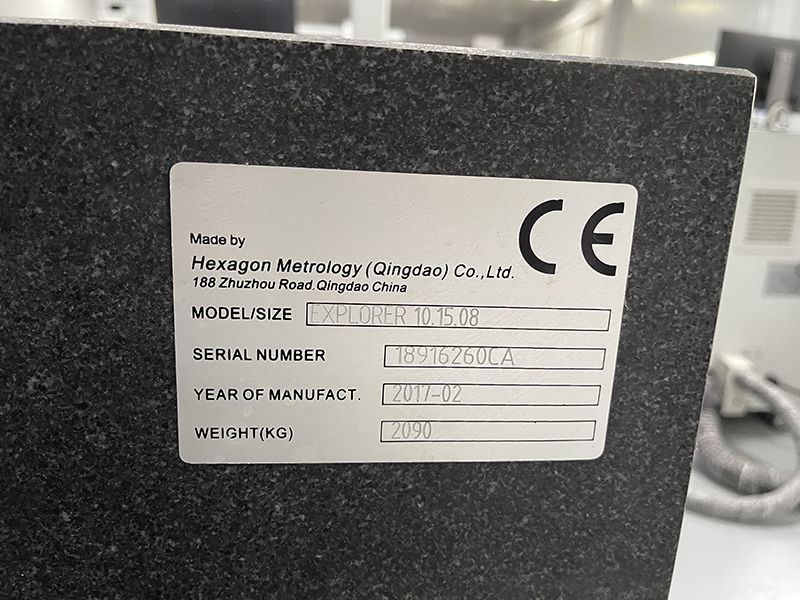 CE
Made by
Hexagon Metrology (Qingdao) Co.,Ltd.
188 Zhuzhou Road.Qingdao China
MODEL/SIZE EXPLORER 10.15.08
SERIAL NUMBER 18916260CA
YEAR OF MANUFACT. 2017-02
WEIGHT(KG) 2090